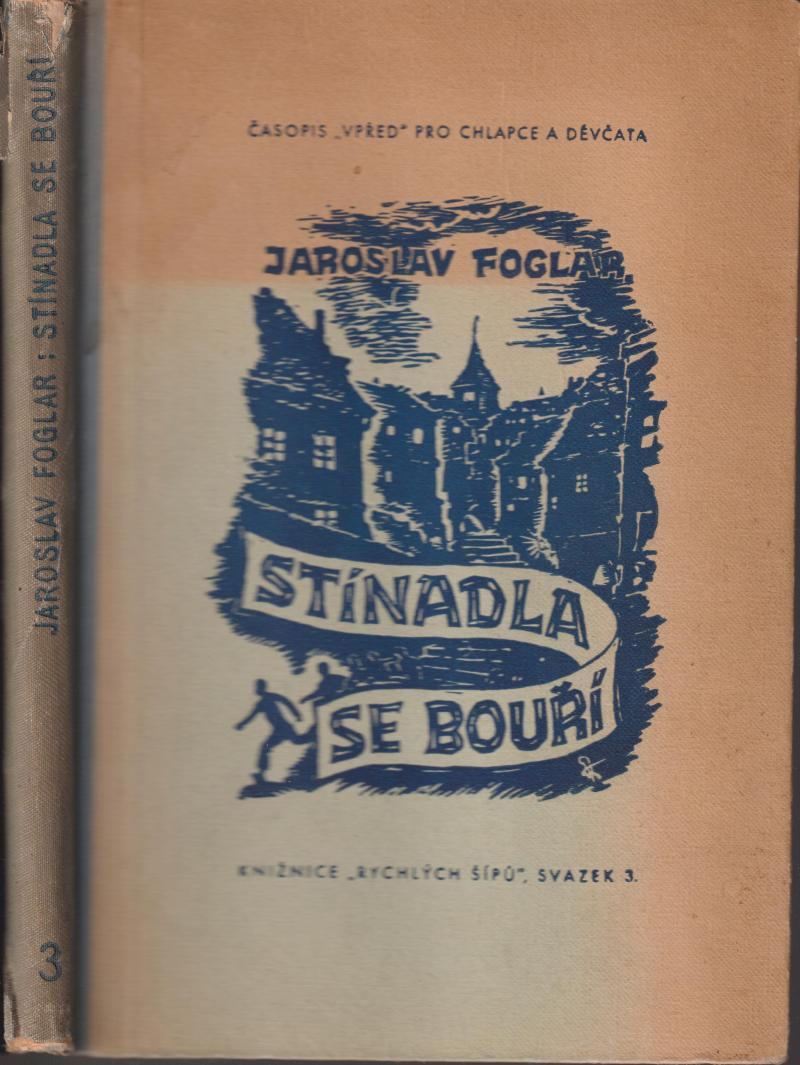 JAROSLAV FOGLAR : STÍNADLA SE BOUŘÍ
3
ČASOPIS „VPŘED" PRO CHLAPCE A DĚVČATA
JAROSLAV FOGLAR
STÍNADLA
SE BOUŘÍ
KNIŽNICE „RYCHLÝCH ŠÍPŮ", SVAZEK 3.